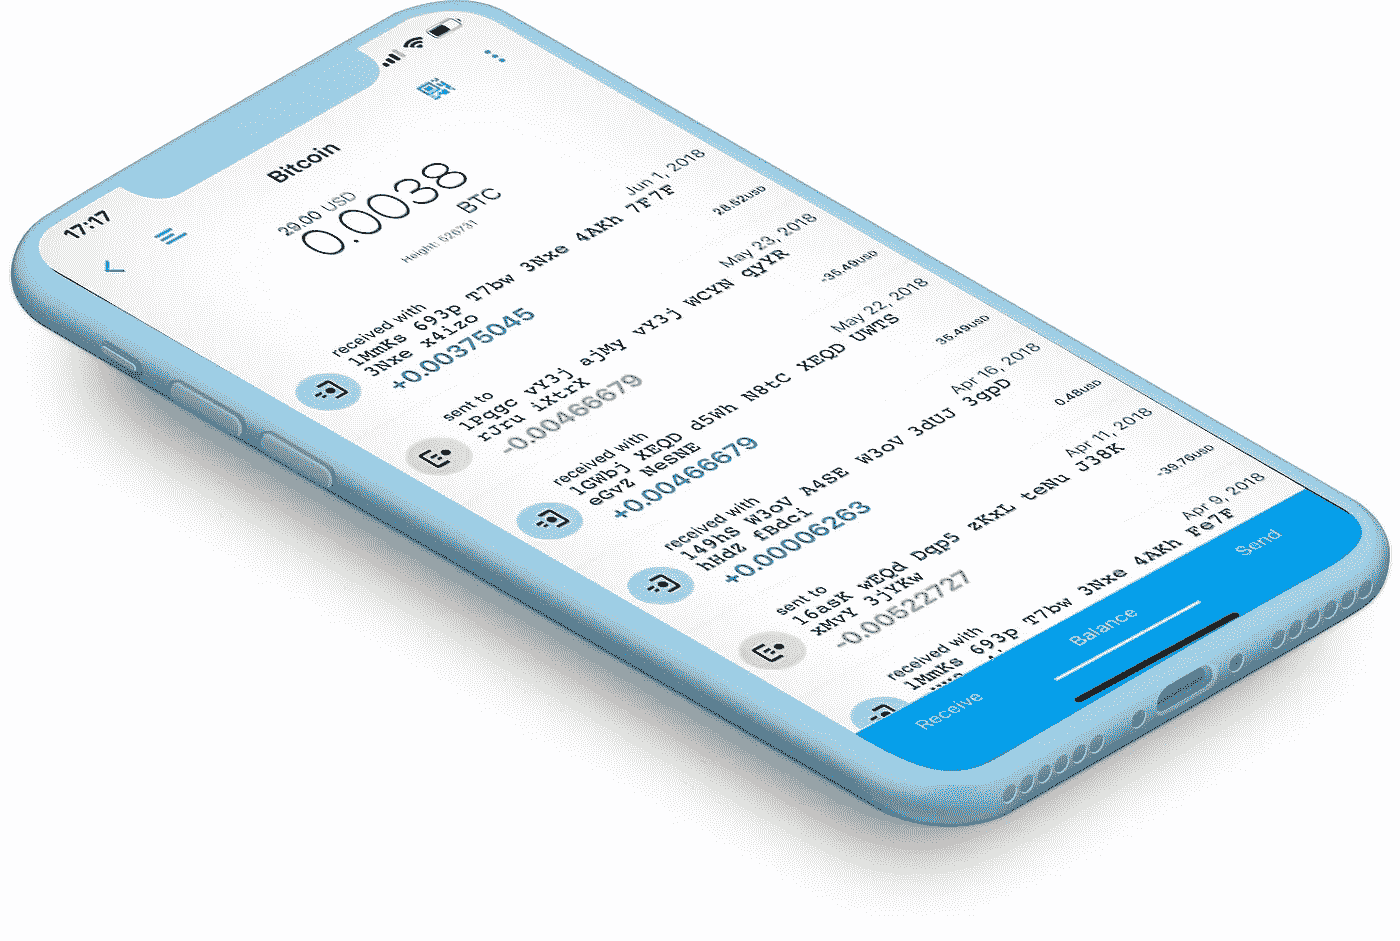 17:17
Bitcoin
29.00 USD
0.0038
BTC
Height: 526731
received with
Jun 1, 2018
1MmKs 693p T7bw 3Nxe 4AKh 7F7F
3Nxe x4izo
+0.00375045
28.62USD
sent to
May 23, 2018
1Pqgc vY3j ajMy vY3j WCYN qyYR
rJru iXtrX
-0.00466679
-35.49USD
received with
May 22, 2018
1GWbj XEQD d5Wh N8tC XEQD UWTS
eGvZ NeSNE
+0.00466679
35.49USD
received with
Apr 16, 2018
149hS W3oV A4SE W3oV 3dUJ 3gpD
hHdZ fBdci
+0.00006263
0.48USD
sent to
Apr 11, 2018
16asK wEQd Dqp5 zKxL teNu J38K
xMvY 3jYKw
-0.00522727
-39.76USD
received with
Apr 9, 2018
1MmKs 693p T7bw 3Nxe 4AKh Fe7F
Receive
Balance
Send